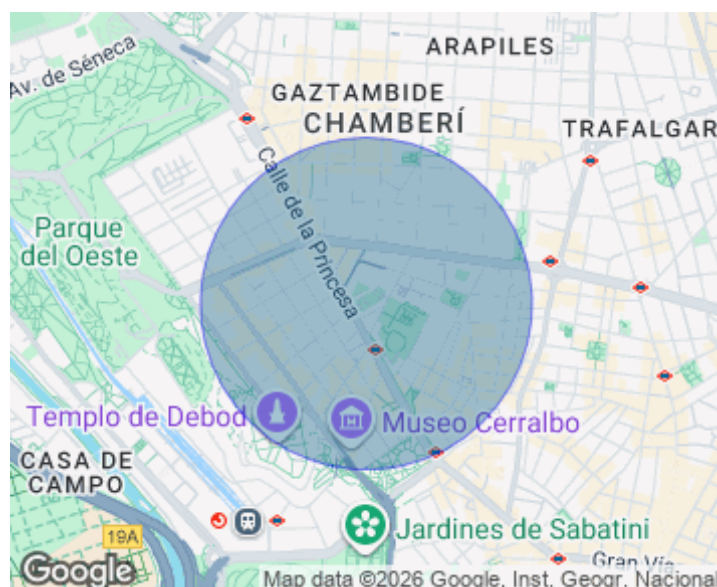 ARAPILES
Av. de Séneca
GAZTAMBIDE
CHAMBERÍ
TRAFALGAR
Calle de la Princesa
Parque
del Oeste
Templo de Debod
Museo Cerralbo
CASA DE
CAMPO
19A
Jardines de Sabatini
Gran Vía
Google
Map data ©2026 Google, Inst. Geogr. Nacional